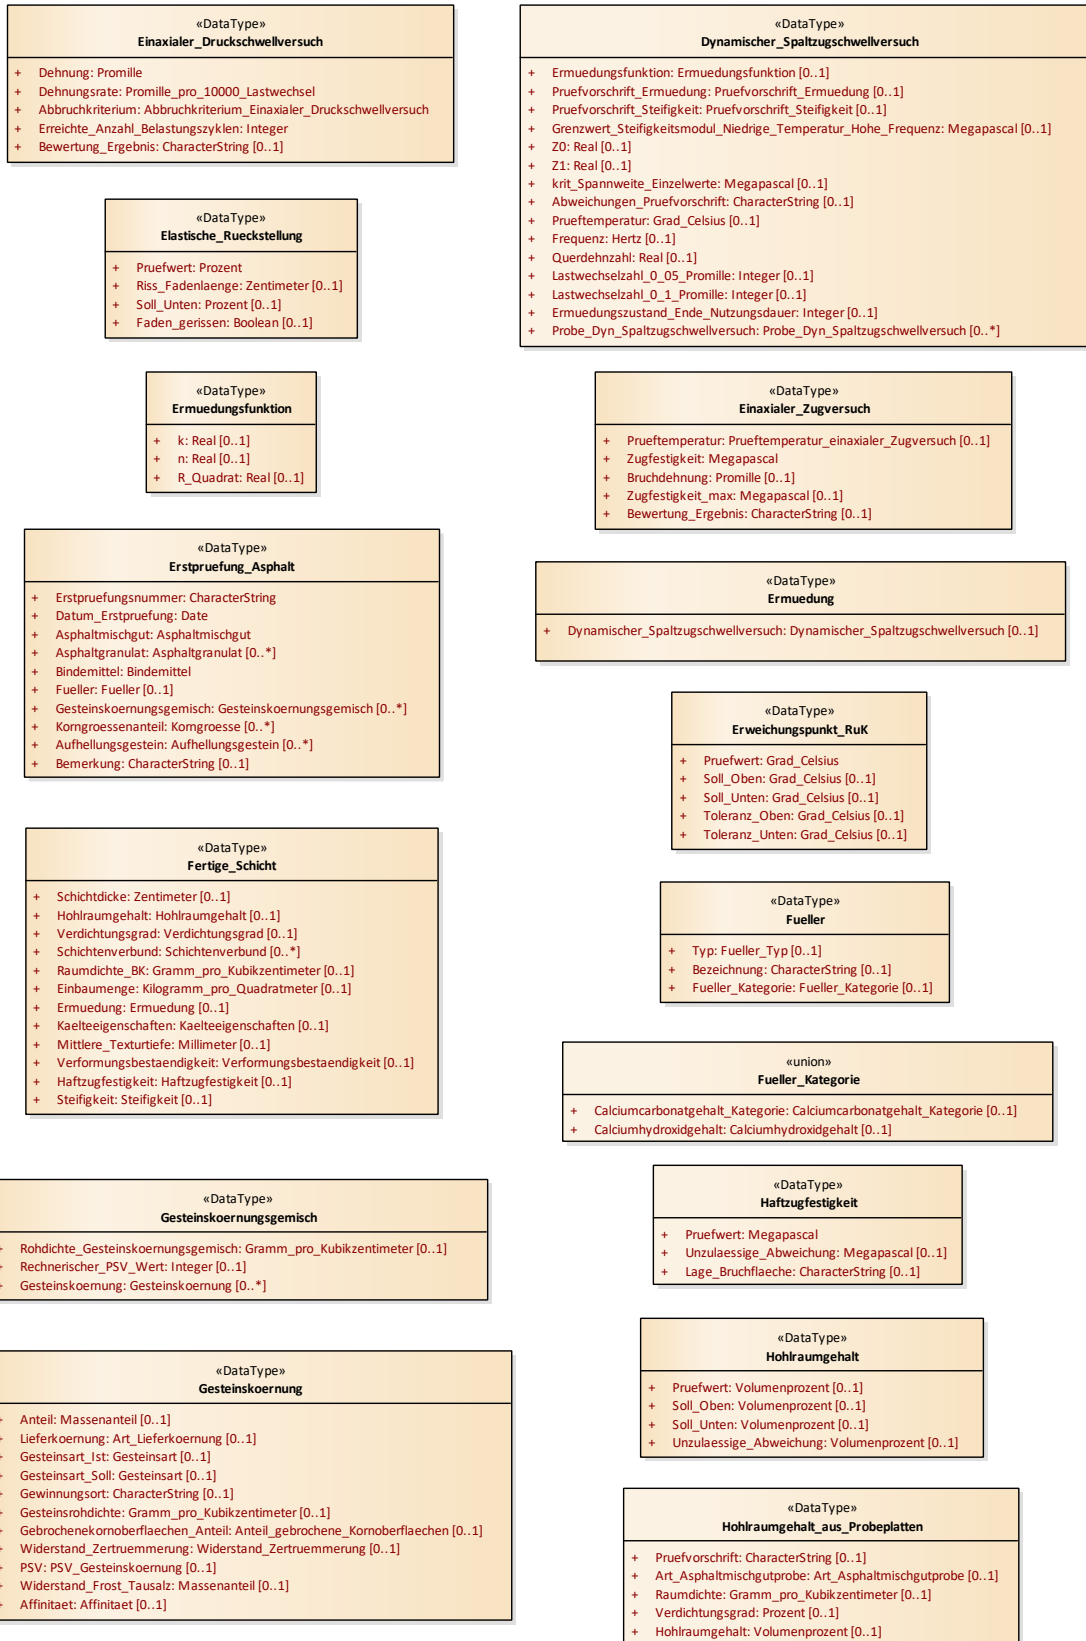 «DataType»
Einaxialer_Druckschwellversuch
+ Dehnung: Promille
+ Dehnungsrate: Promille_pro_10000_Lastwechsel
+ Abbruchkriterium: Abbruchkriterium_Einaxialer_Druckschwellversuch
+ Erreichte_Anzahl_Belastungszyklen: Integer
+ Bewertung_Ergebnis: CharacterString [0..1]
«DataType»
Dynamischer_Spaltzugschwellversuch
+ Ermuedungsfunktion: Ermuedungsfunktion [0..1]
+ Pruefvorschrift_Ermuedung: Pruefvorschrift_Ermuedung [0..1]
+ Pruefvorschrift_Steifigkeit: Pruefvorschrift_Steifigkeit [0..1]
+ Grenzwert_Steifigkeitsmodul_Niedrige_Temperatur_Hohe_Frequenz: Megapascal [0..1]
+ Z0: Real [0..1]
+ Z1: Real [0..1]
+ krit_Spannweite_Einzelwerte: Megapascal [0..1]
+ Abweichungen_Pruefvorschrift: CharacterString [0..1]
+ Prueftemperatur: Grad_Celsius [0..1]
+ Frequenz: Hertz [0..1]
+ Querdehnzahl: Real [0..1]
+ Lastwechselzahl_0_05_Promille: Integer [0..1]
+ Lastwechselzahl_0_1_Promille: Integer [0..1]
+ Ermuedungszustand_Ende_Nutzungsdauer: Integer [0..1]
+ Probe_Dyn_Spaltzugschwellversuch: Probe_Dyn_Spaltzugschwellversuch [0..*]
«DataType»
Elastische_Rueckstellung
+ Pruefwert: Prozent
+ Riss_Fadenlaenge: Zentimeter [0..1]
+ Soll_Unten: Prozent [0..1]
+ Faden_gerissen: Boolean [0..1]
«DataType»
Ermuedungsfunktion
+ k: Real [0..1]
+ n: Real [0..1]
+ R_Quadrat: Real [0..1]
«DataType»
Einaxialer_Zugversuch
+ Prueftemperatur: Prueftemperatur_einaxialer_Zugversuch [0..1]
+ Zugfestigkeit: Megapascal
+ Bruchdehnung: Promille [0..1]
+ Zugfestigkeit_max: Megapascal [0..1]
+ Bewertung_Ergebnis: CharacterString [0..1]
«DataType»
Erstpruefung_Asphalt
+ Erstpruefungsnummer: CharacterString
+ Datum_Erstpruefung: Date
+ Asphaltmischgut: Asphaltmischgut
+ Asphaltgranulat: Asphaltgranulat [0..*]
+ Bindemittel: Bindemittel
+ Fueller: Fueller [0..1]
+ Gesteinskoernungsgemisch: Gesteinskoernungsgemisch [0..*]
+ Korngroessenanteil: Korngroesse [0..*]
+ Aufhellungsgestein: Aufhellungsgestein [0..*]
+ Bemerkung: CharacterString [0..1]
«DataType»
Ermuedung
+ Dynamischer_Spaltzugschwellversuch: Dynamischer_Spaltzugschwellversuch [0..1]
«DataType»
Erweichungspunkt_RuK
+ Pruefwert: Grad_Celsius
+ Soll_Oben: Grad_Celsius [0..1]
+ Soll_Unten: Grad_Celsius [0..1]
+ Toleranz_Oben: Grad_Celsius [0..1]
+ Toleranz_Unten: Grad_Celsius [0..1]
«DataType»
Fertige_Schicht
+ Schichtdicke: Zentimeter [0..1]
+ Hohlraumgehalt: Hohlraumgehalt [0..1]
+ Verdichtungsgrad: Verdichtungsgrad [0..1]
+ Schichtenverbund: Schichtenverbund [0..*]
+ Raumdichte_BK: Gramm_pro_Kubikzentimeter [0..1]
+ Einbaumenge: Kilogramm_pro_Quadratmeter [0..1]
+ Ermuedung: Ermuedung [0..1]
+ Kaelteeigenschaften: Kaelteeigenschaften [0..1]
+ Mittlere_Texturtiefe: Millimeter [0..1]
+ Verformungsbestaendigkeit: Verformungsbestaendigkeit [0..1]
+ Haftzugfestigkeit: Haftzugfestigkeit [0..1]
+ Steifigkeit: Steifigkeit [0..1]
«DataType»
Fueller
+ Typ: Fueller_Typ [0..1]
+ Bezeichnung: CharacterString [0..1]
+ Fueller_Kategorie: Fueller_Kategorie [0..1]
«union»
Fueller_Kategorie
+ Calciumcarbonatgehalt_Kategorie: Calciumcarbonatgehalt_Kategorie [0..1]
+ Calciumhydroxidgehalt: Calciumhydroxidgehalt [0..1]
«DataType»
Gesteinskoernungsgemisch
+ Rohdichte_Gesteinskoernungsgemisch: Gramm_pro_Kubikzentimeter [0..1]
+ Rechnerischer_PSV_Wert: Integer [0..1]
+ Gesteinskoernung: Gesteinskoernung [0..*]
«DataType»
Haftzugfestigkeit
+ Pruefwert: Megapascal
+ Unzulaessige_Abweichung: Megapascal [0..1]
+ Lage_Bruchflaeche: CharacterString [0..1]
«DataType»
Hohlraumgehalt
+ Pruefwert: Volumenprozent [0..1]
+ Soll_Oben: Volumenprozent [0..1]
+ Soll_Unten: Volumenprozent [0..1]
+ Unzulaessige_Abweichung: Volumenprozent [0..1]
«DataType»
Gesteinskoernung
+ Anteil: Massenanteil [0..1]
+ Lieferkoernung: Art_Lieferkoernung [0..1]
+ Gesteinsart_Ist: Gesteinsart [0..1]
+ Gesteinsart_Soll: Gesteinsart [0..1]
+ Gewinnungsort: CharacterString [0..1]
+ Gesteinsrohdichte: Gramm_pro_Kubikzentimeter [0..1]
+ Gebrochenekornoberflaechen_Anteil: Anteil_gebrochene_Kornoberflaechen [0..1]
+ Widerstand_Zertruemmerung: Widerstand_Zertruemmerung [0..1]
+ PSV: PSV_Gesteinskoernung [0..1]
+ Widerstand_Frost_Tausalz: Massenanteil [0..1]
+ Affinitaet: Affinitaet [0..1]
«DataType»
Hohlraumgehalt_aus_Probeplatten
+ Pruefvorschrift: CharacterString [0..1]
+ Art_Asphaltmischgutprobe: Art_Asphaltmischgutprobe [0..1]
+ Raumdichte: Gramm_pro_Kubikzentimeter [0..1]
+ Verdichtungsgrad: Prozent [0..1]
+ Hohlraumgehalt: Volumenprozent [0..1]